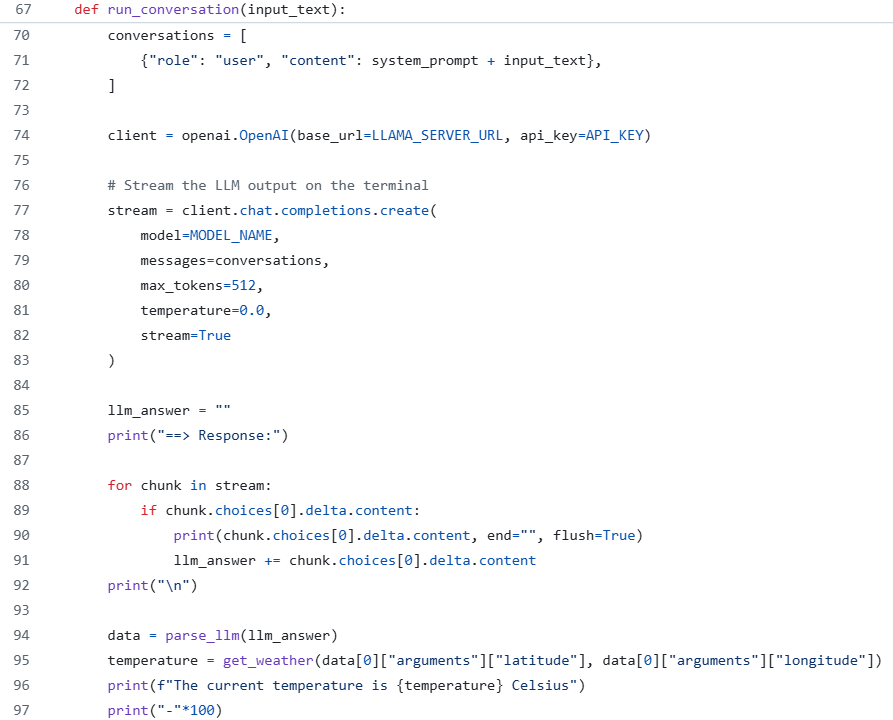 67 def run_conversation(input_text):
70 conversations = [
71 {"role": "user", "content": system_prompt + input_text},
72 ]
73
74 client = openai.OpenAI(base_url=LLAMA_SERVER_URL, api_key=API_KEY)
75
76 # Stream the LLM output on the terminal
77 stream = client.chat.completions.create(
78 model=MODEL_NAME,
79 messages=conversations,
80 max_tokens=512,
81 temperature=0.0,
82 stream=True
83 )
84
85 llm_answer = ""
86 print("==> Response:")
87
88 for chunk in stream:
89 if chunk.choices[0].delta.content:
90 print(chunk.choices[0].delta.content, end="", flush=True)
91 llm_answer += chunk.choices[0].delta.content
92 print("\n")
93
94 data = parse_llm(llm_answer)
95 temperature = get_weather(data[0]["arguments"]["latitude"], data[0]["arguments"]["longitude"])
96 print(f"The current temperature is {temperature} Celsius")
97 print("-"*100)